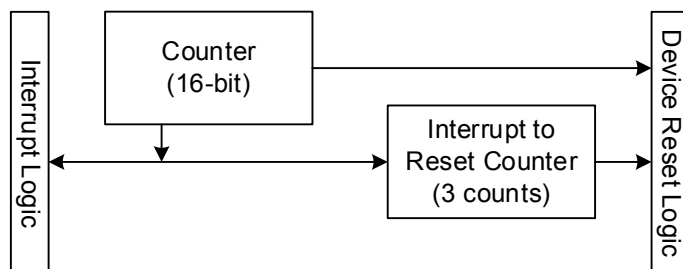 Interrupt Logic
Counter
(16-bit)
Interrupt to
Reset Counter
(3 counts)
Device Reset Logic